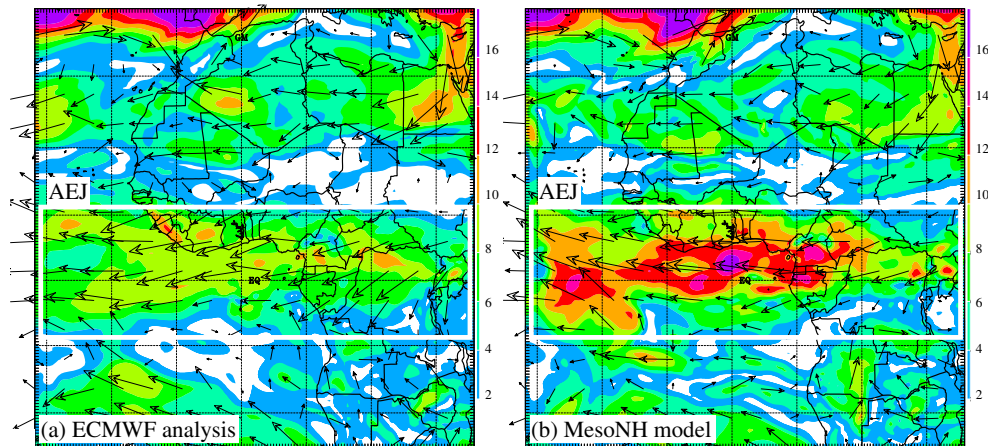 GM
AEJ
EQ
(a) ECMWF analysis
16
14
12
10
8
6
4
2
GM
AEJ
EQ
(b) MesoNH model
16
14
12
10
8
6
4
2